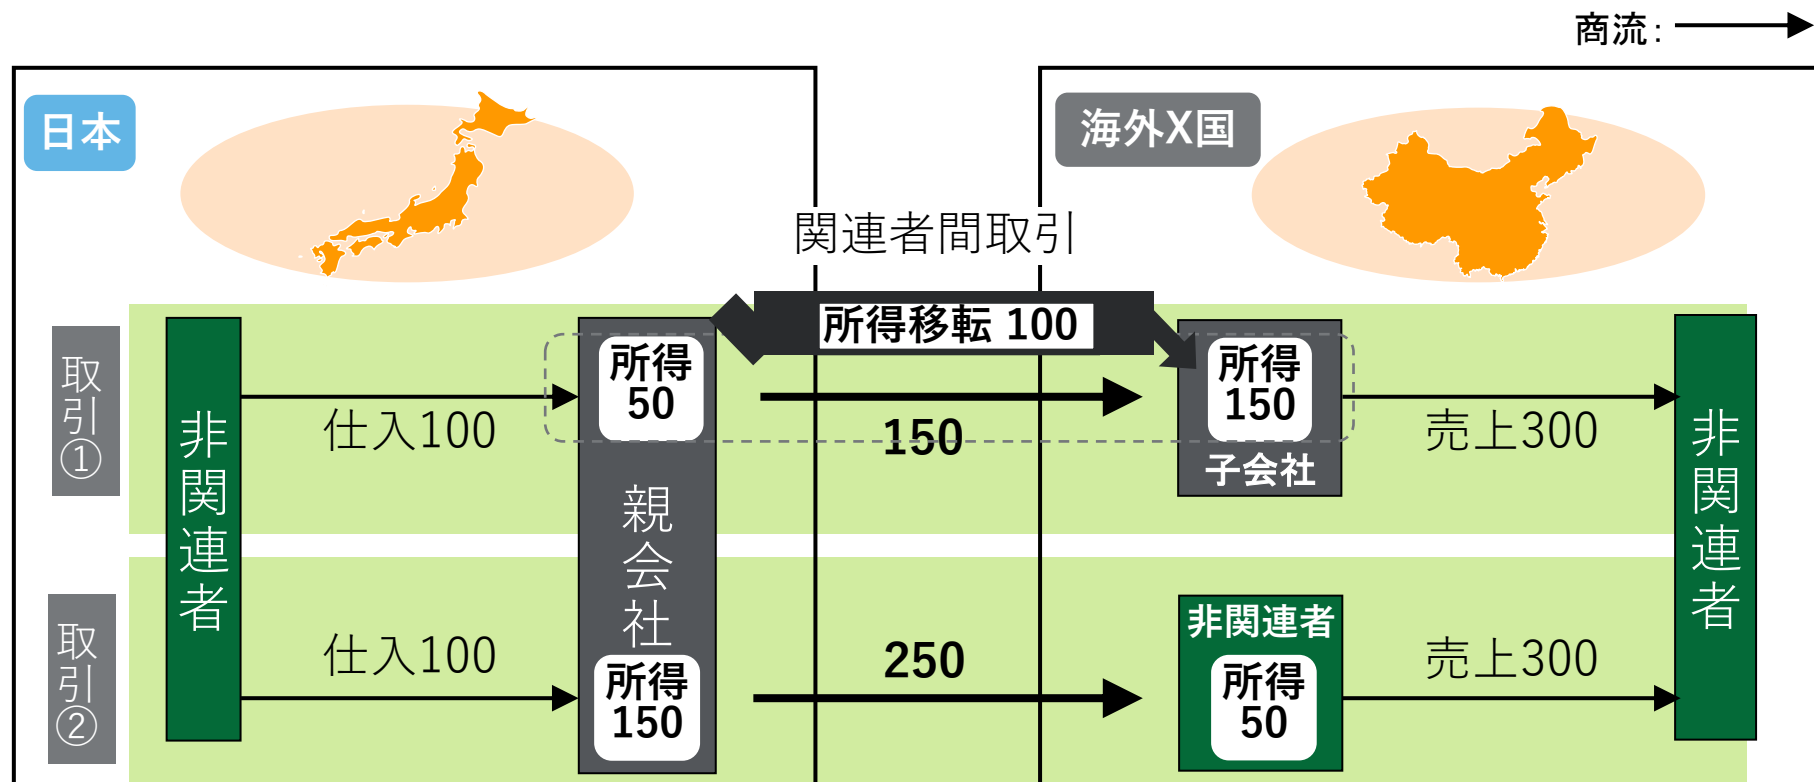 商流：
日本
海外X国
関連者間取引
所得移転 100
取引①
非関連者
仕入100
所得
50
150
所得
150
子会社
売上300
非関連者
親会社
取引②
仕入100
所得
150
250
非関連者
所得
50
売上300